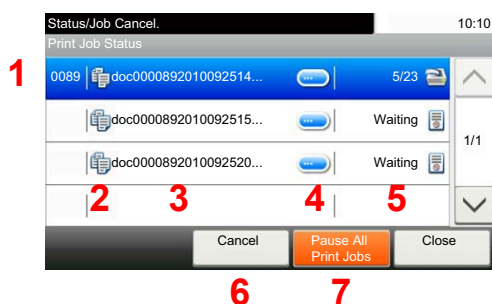 Status/Job Cancel. 10:10
Print Job Status
1
0089 doc0000892010092514... 5/23
doc0000892010092515... Waiting
1/1
doc0000892010092520... Waiting
2 3 4 5
Cancel Pause All Print Jobs Close
6 7